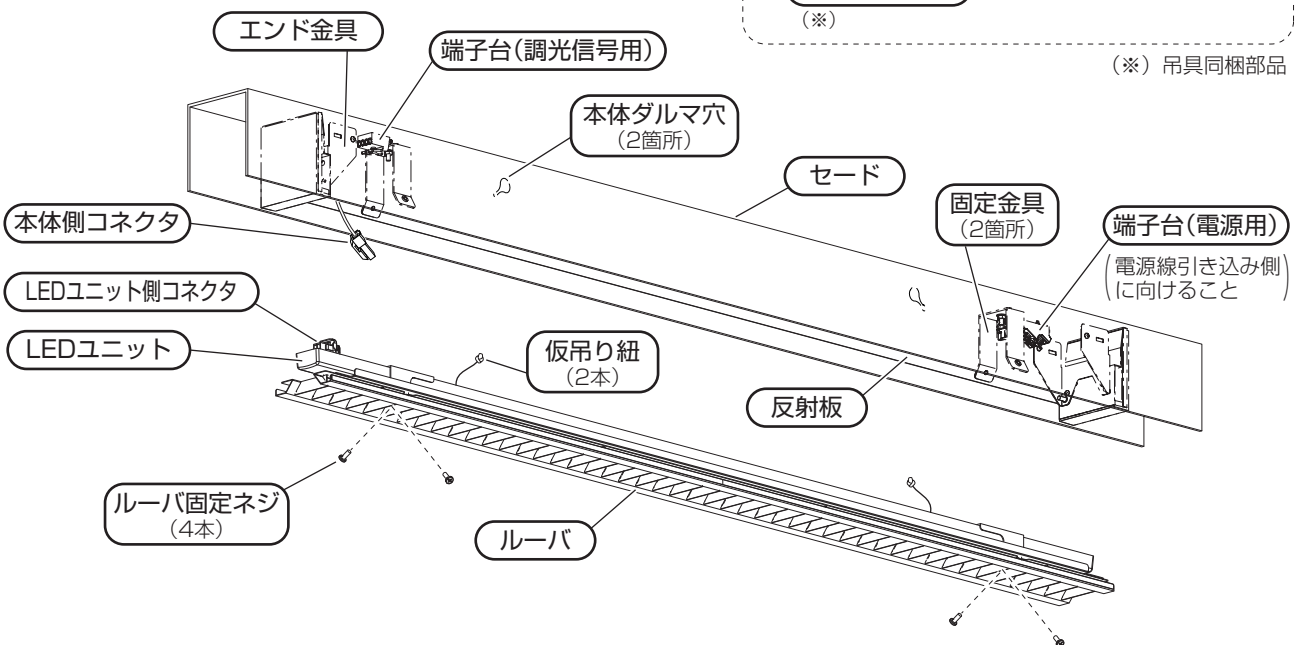 (※)
(※) 吊具同梱部品
エンド金具
端子台(調光信号用)
本体ダルマ穴
(2箇所)
セード
固定金具
(2箇所)
端子台(電源用)
(電源線引き込み側
に向けること)
本体側コネクタ
LEDユニット側コネクタ
LEDユニット
仮吊り紐
(2本)
反射板
ルーバ固定ネジ
(4本)
ルーバ